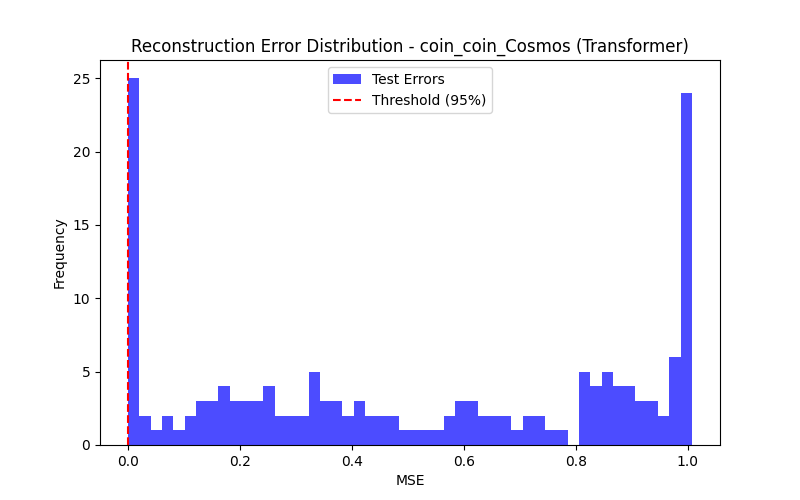 Reconstruction Error Distribution - coin_coin_Cosmos (Transformer)
Test Errors
Threshold (95%)
Frequency
25
20
15
10
5
0
0.0 0.2 0.4 0.6 0.8 1.0
MSE